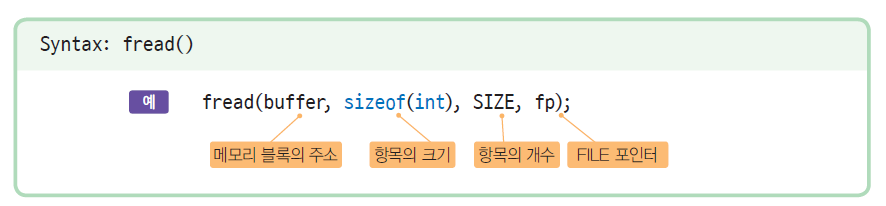 Syntax: fread()
예 fread(buffer, sizeof(int), SIZE, fp);
메모리 블록의 주소 항목의 크기 항목의 개수 FILE 포인터